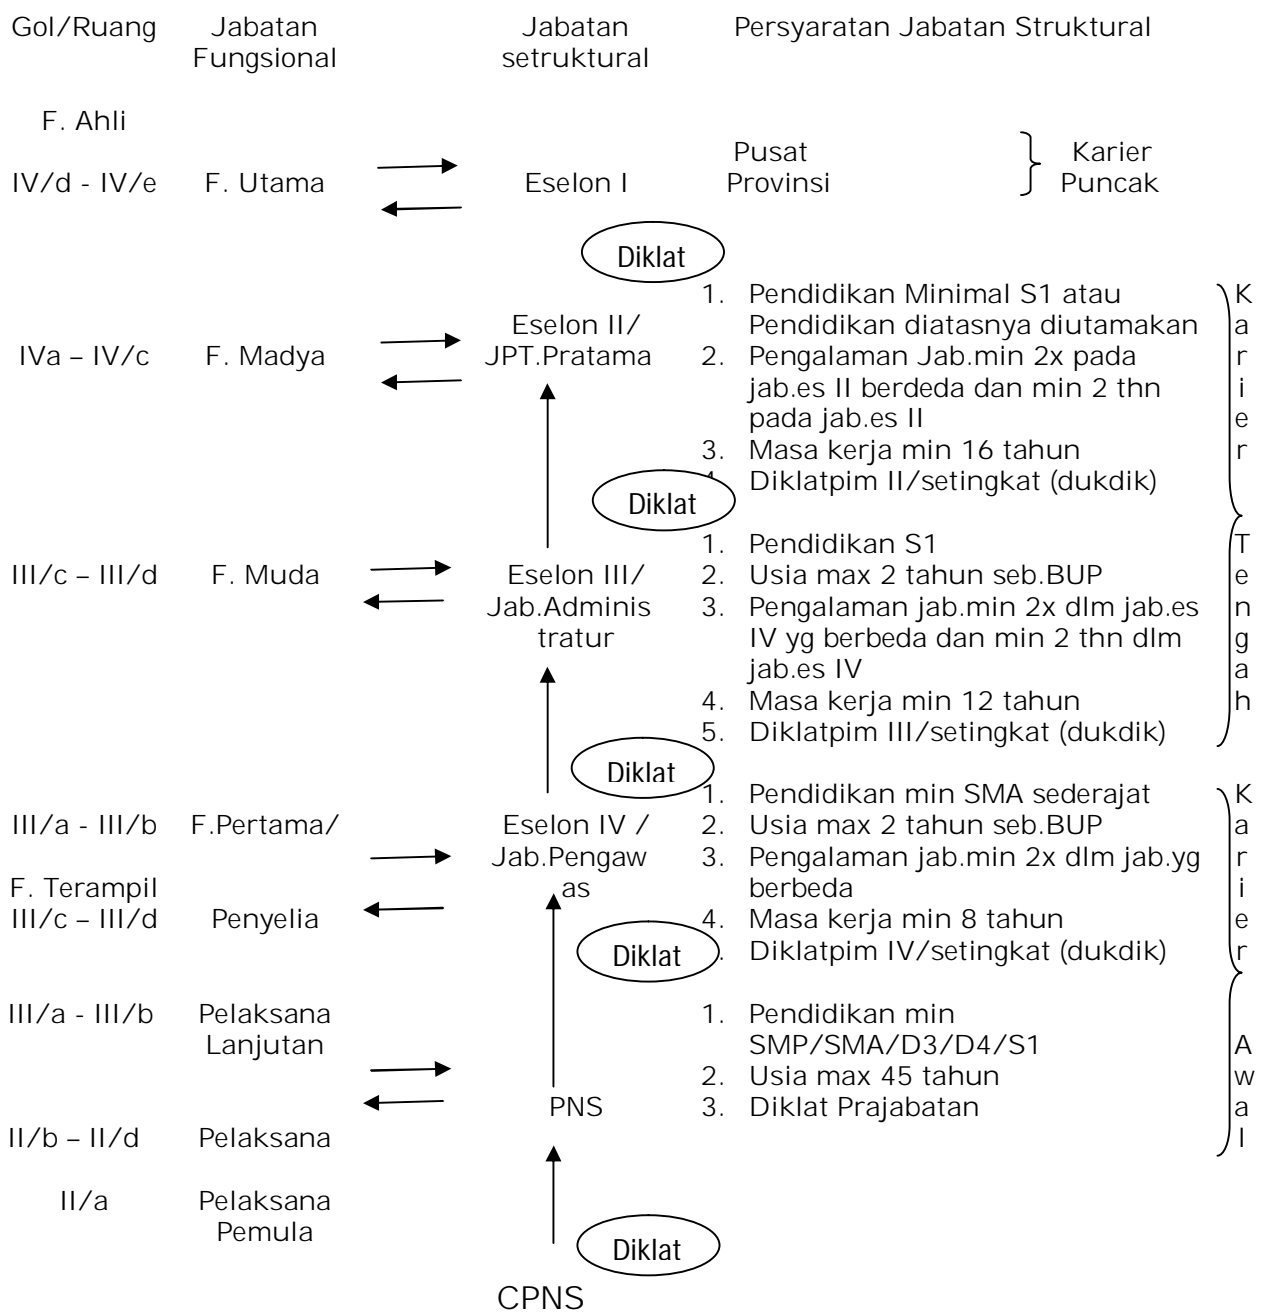 Gol/Ruang Jabatan Jabatan Persyaratan Jabatan Struktural
Fungsional setruktural
F. Ahli
Pusat Karier
IV/d - IV/e F. Utama Eselon I Provinsi Puncak
Diklat
1. Pendidikan Minimal S1 atau K
Eselon II/ Pendidikan diatasnya diutamakan a
IVa – IV/c F. Madya JPT.Pratama 2. Pengalaman Jab.min 2x pada r
jab.es II berdeda dan min 2 thn i
pada jab.es II e
3. Masa kerja min 16 tahun r
Diklatpim II/setingkat (dukdik)
Diklat
1. Pendidikan S1 T
III/c – III/d F. Muda Eselon III/ 2. Usia max 2 tahun seb.BUP e
Jab.Adminis 3. Pengalaman jab.min 2x dlm jab.es n
tratur IV yg berbeda dan min 2 thn dlm g
jab.es IV a
4. Masa kerja min 12 tahun h
5. Diklatpim III/setingkat (dukdik)
Diklat
1. Pendidikan min SMA sederajat K
III/a - III/b F.Pertama/ Eselon IV / 2. Usia max 2 tahun seb.BUP a
Jab.Pengaw 3. Pengalaman jab.min 2x dlm jab.yg r
F. Terampil as berbeda i
III/c – III/d Penyelia 4. Masa kerja min 8 tahun e
Diklat Diklatpim IV/setingkat (dukdik) r
III/a - III/b Pelaksana 1. Pendidikan min
Lanjutan SMP/SMA/D3/D4/S1 A
2. Usia max 45 tahun w
PNS 3. Diklat Prajabatan a
II/b – II/d Pelaksana l
II/a Pelaksana
Pemula
Diklat
CPNS